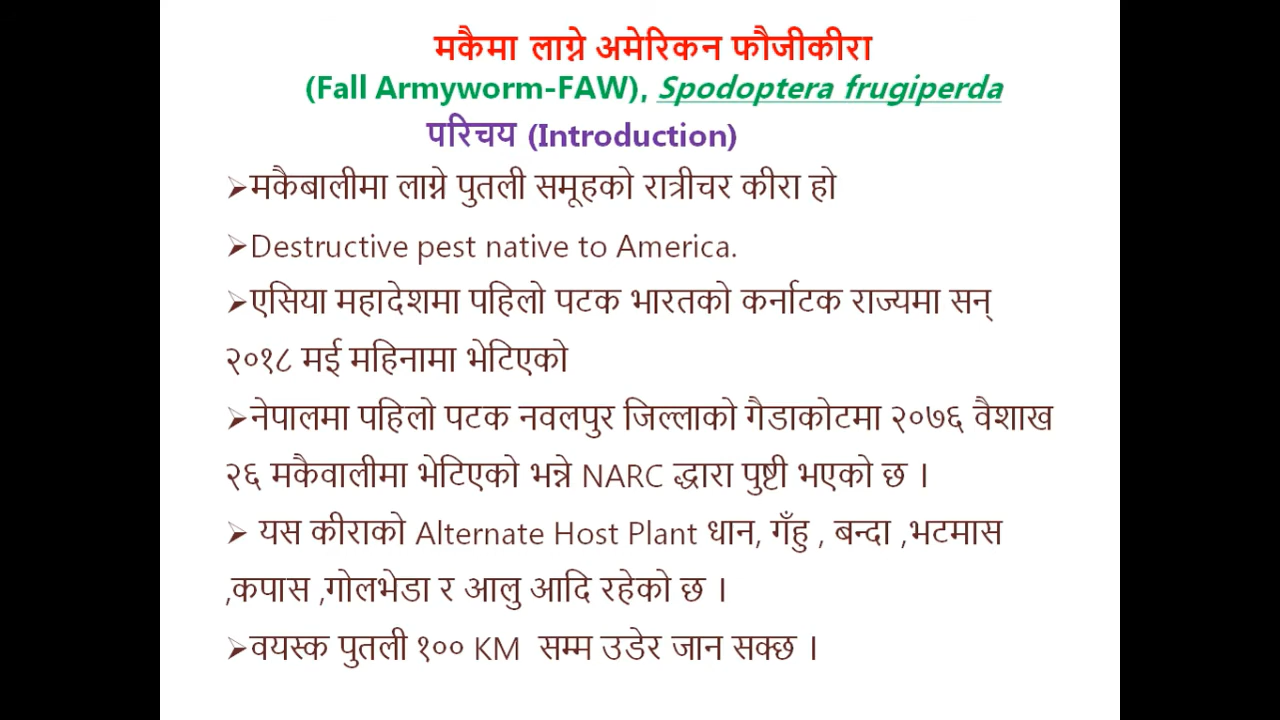 मकैमा लाग्ने अमेरिकन फौजीकीरा
(Fall Armyworm-FAW), Spodoptera frugiperda
परिचय (Introduction)
➢मकैबालीमा लाग्ने पुतली समूहको रात्रीचर कीरा हो
➢Destructive pest native to America.
➢एसिया महादेशमा पहिलो पटक भारतको कर्नाटक राज्यमा सन्
२०१८ मई महिनामा भेटिएको
➢नेपालमा पहिलो पटक नवलपुर जिल्लाको गैडाकोटमा २०७६ वैशाख
२६ मकैवालीमा भेटिएको भन्ने NARC द्धारा पुष्टी भएको छ ।
➢ यस कीराको Alternate Host Plant धान, गँहु , बन्दा ,भटमास
,कपास ,गोलभेडा र आलु आदि रहेको छ ।
➢वयस्क पुतली १०० KM सम्म उडेर जान सक्छ ।